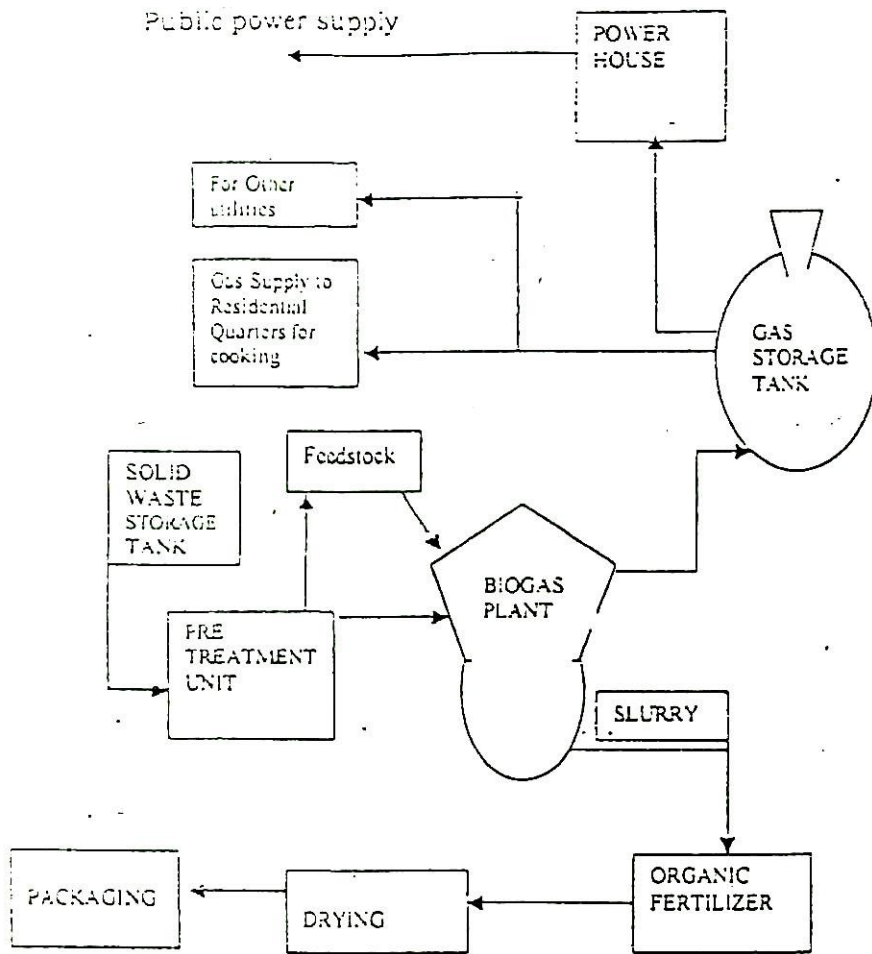 Public power supply
POWER
HOUSE
For Other
utilities
Gas Supply to
Residential
Quarters for
cooking
GAS
STORAGE
TANK
SOLID
WASTE
STORAGE
TANK
Feedstock
BIOGAS
PLANT
PRE
TREATMENT
UNIT
SLURRY
ORGANIC
FERTILIZER
DRYING
PACKAGING